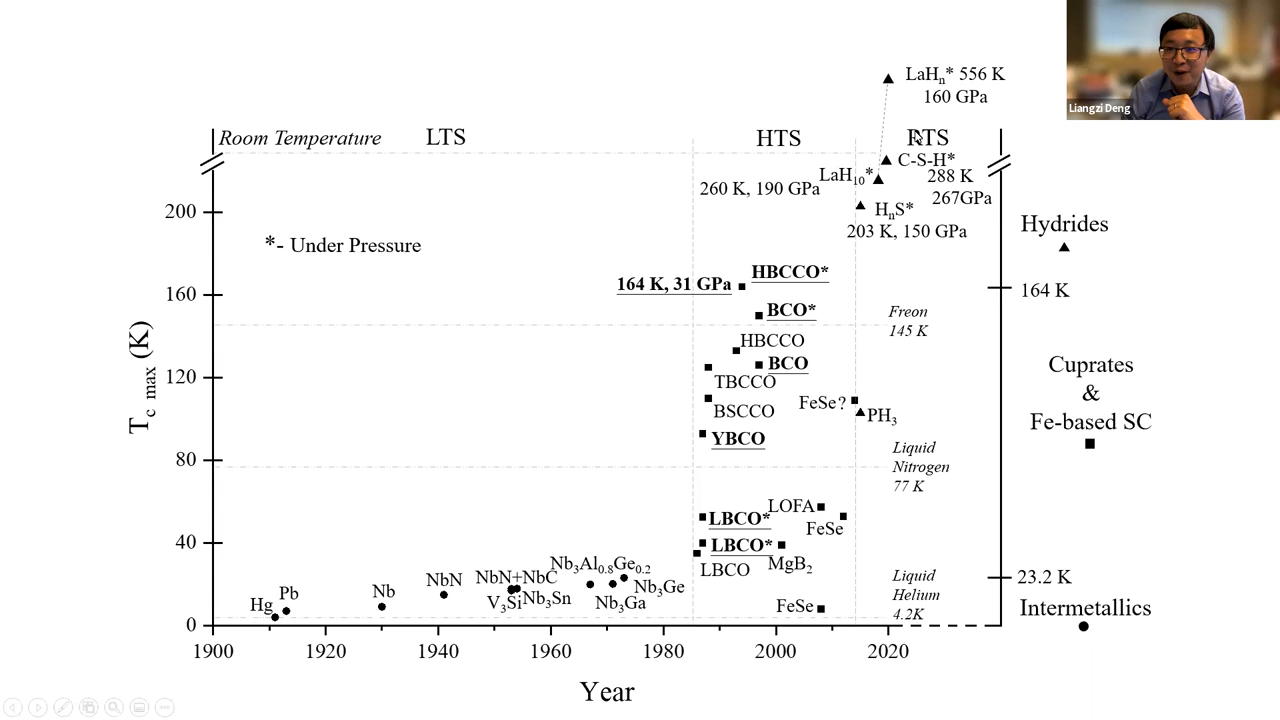 LaHn* 556 K
160 GPa
Liangzi Deng
Room Temperature
LTS
HTS
RTS
C-S-H*
288 K
267GPa
LaH10*
260 K, 190 GPa
HnS*
203 K, 150 GPa
200
*- Under Pressure
Hydrides
HBCCO*
164 K, 31 GPa
160
164 K
BCO*
Freon
145 K
HBCCO
BCO
Tc max (K)
120
TBCCO
Cuprates
&
Fe-based SC
FeSe?
PH3
BSCCO
YBCO
Liquid
Nitrogen
77 K
80
LOFA
LBCO*
FeSe
40
LBCO*
MgB2
LBCO
Nb3Al0.8Ge0.2
NbN
NbN+NbC
Nb3Ge
Nb
Pb
Hg
V3Si
Nb3Sn
Nb3Ga
FeSe
Liquid
Helium
4.2K
23.2 K
Intermetallics
0
1900
1920
1940
1960
1980
2000
2020
Year